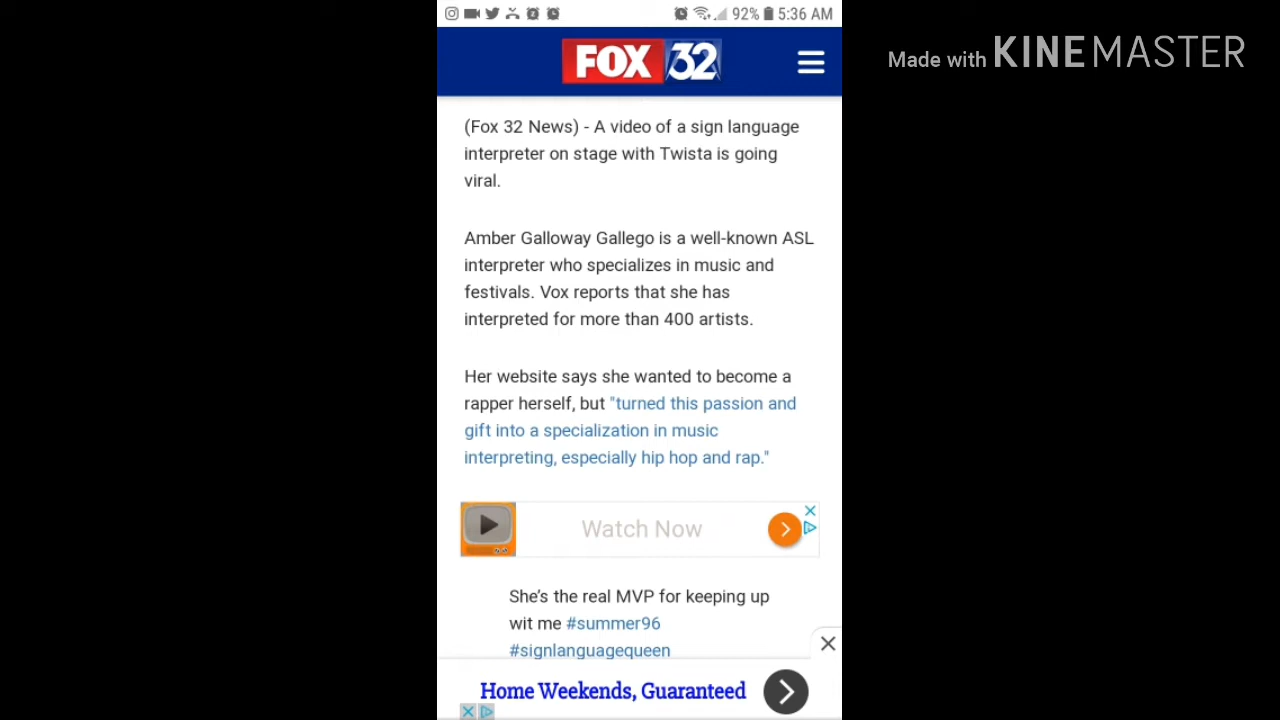 92% 5:36 AM
Made with KINEMASTER
FOX 32
(Fox 32 News) - A video of a sign language
interpreter on stage with Twista is going
viral.
Amber Galloway Gallego is a well-known ASL
interpreter who specializes in music and
festivals. Vox reports that she has
interpreted for more than 400 artists.
Her website says she wanted to become a
rapper herself, but "turned this passion and
gift into a specialization in music
interpreting, especially hip hop and rap."
Watch Now
She's the real MVP for keeping up
wit me #summer96
#signlanguagequeen
Home Weekends, Guaranteed